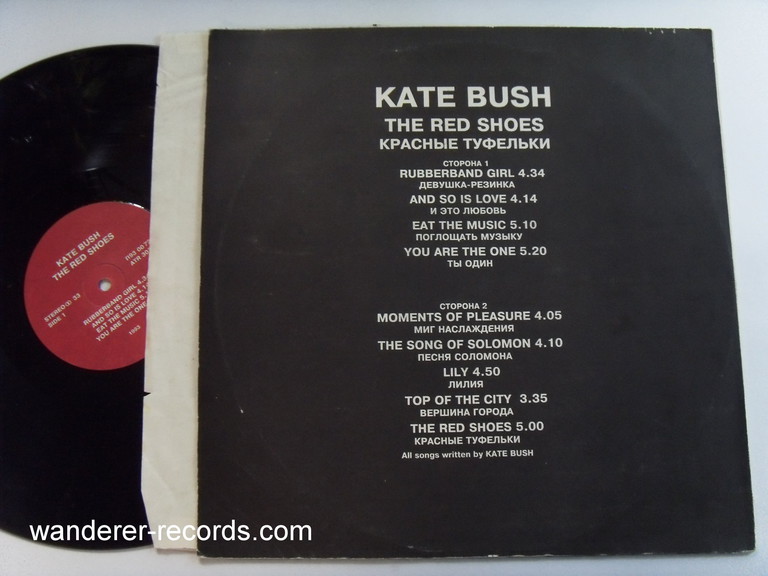 KATE BUSH
THE RED SHOES
КРАСНЫЕ ТУФЕЛЬКИ
СТОРОНА 1
RUBBERBAND GIRL 4.34
ДЕВУШКА-РЕЗИНКА
AND SO IS LOVE 4.14
И ЭТО ЛЮБОВЬ
EAT THE MUSIC 5.10
ПОГЛОЩАТЬ МУЗЫКУ
YOU ARE THE ONE 5.20
ТЫ ОДИН
СТОРОНА 2
MOMENTS OF PLEASURE 4.05
МИГ НАСЛАЖДЕНИЯ
THE SONG OF SOLOMON 4.10
ПЕСНЯ СОЛОМОНА
LILY 4.50
ЛИЛИЯ
TOP OF THE CITY 3.35
ВЕРШИНА ГОРОДА
THE RED SHOES 5.00
КРАСНЫЕ ТУФЕЛЬКИ
All songs written by KATE BUSH
KATE BUSH
THE RED SHOES
STEREO 33
SIDE 1
ATR
RUBBERBAND GIRL
AND SO IS LOVE
EAT THE MUSIC
YOU ARE THE ONE
1993
wanderer-records.com